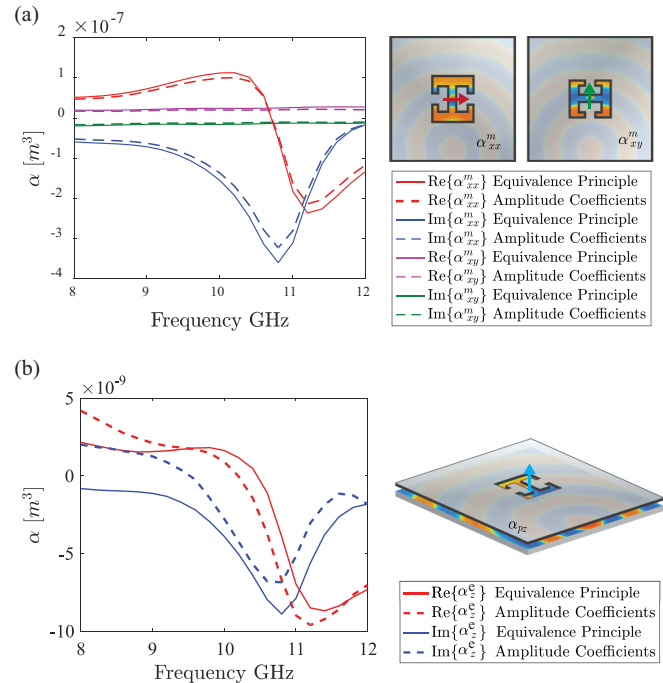 (a)
×10⁻⁷
1
0
-1
-2
-3
-4
α [m³]
8 9 10 11 12
Frequency GHz
α^m_xx
α^m_xy
Re{α^m_xx} Equivalence Principle
Re{α^m_xx} Amplitude Coefficients
Im{α^m_xx} Equivalence Principle
Im{α^m_xx} Amplitude Coefficients
Re{α^m_xy} Equivalence Principle
Re{α^m_xy} Amplitude Coefficients
Im{α^m_xy} Equivalence Principle
Im{α^m_xy} Amplitude Coefficients
(b)
×10⁻⁹
5
0
-5
-10
α [m³]
8 9 10 11 12
Frequency GHz
α_pz
Re{α^e_z} Equivalence Principle
Re{α^e_z} Amplitude Coefficients
Im{α^e_z} Equivalence Principle
Im{α^e_z} Amplitude Coefficients